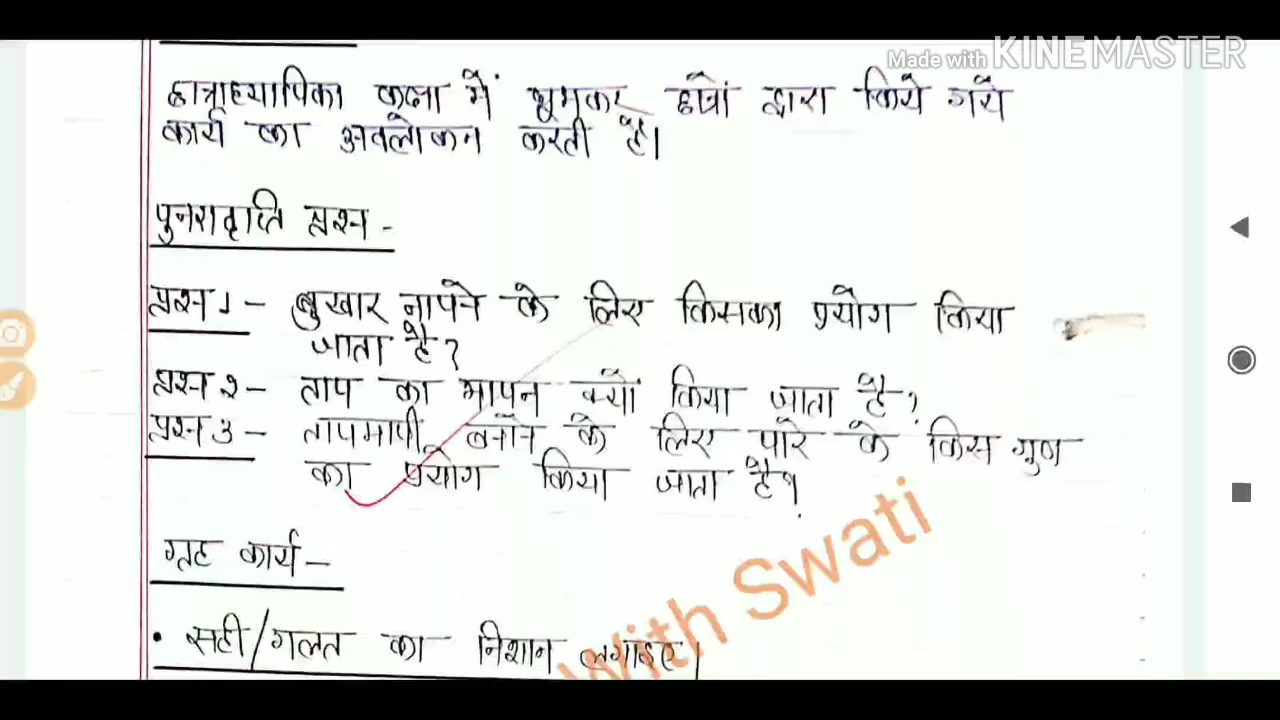 Made with KINEMASTER
छात्राध्यापिका कक्षा में घूमकर छात्रों द्वारा किये गये
कार्य का अवलोकन करती है।
पुनरावृत्ति प्रश्न -
प्रश्न 1 - बुखार नापने के लिए किसका प्रयोग किया
जाता है?
प्रश्न २ - ताप का मापन क्यों किया जाता है?
प्रश्न 3 - तापमापी बनाने के लिए पारे के किस गुण
का प्रयोग किया जाता है?
गृह कार्य -
• सही/गलत का निशान लगाइए।
with Swati